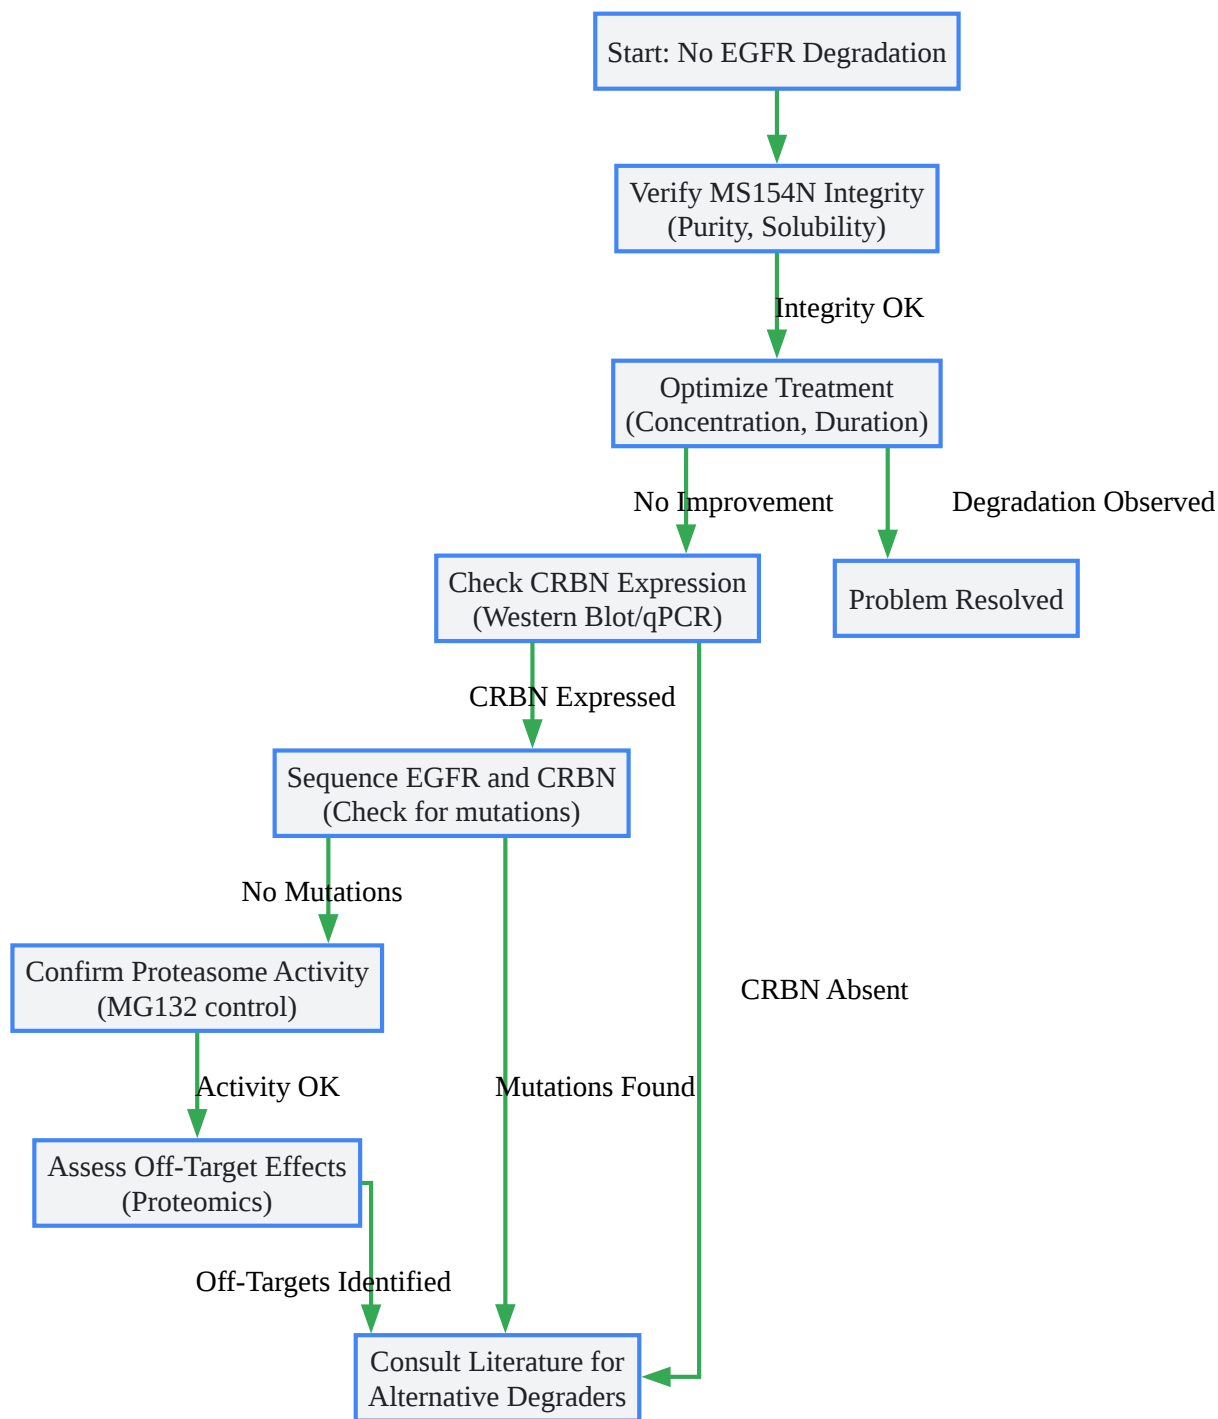 Start: No EGFR Degradation
Verify MS154N Integrity
(Purity, Solubility)
Integrity OK
Optimize Treatment
(Concentration, Duration)
No Improvement
Degradation Observed
Check CRBN Expression
(Western Blot/qPCR)
Problem Resolved
CRBN Expressed
Sequence EGFR and CRBN
(Check for mutations)
No Mutations
Confirm Proteasome Activity
(MG132 control)
CRBN Absent
Activity OK
Mutations Found
Assess Off-Target Effects
(Proteomics)
Off-Targets Identified
Consult Literature for
Alternative Degraders